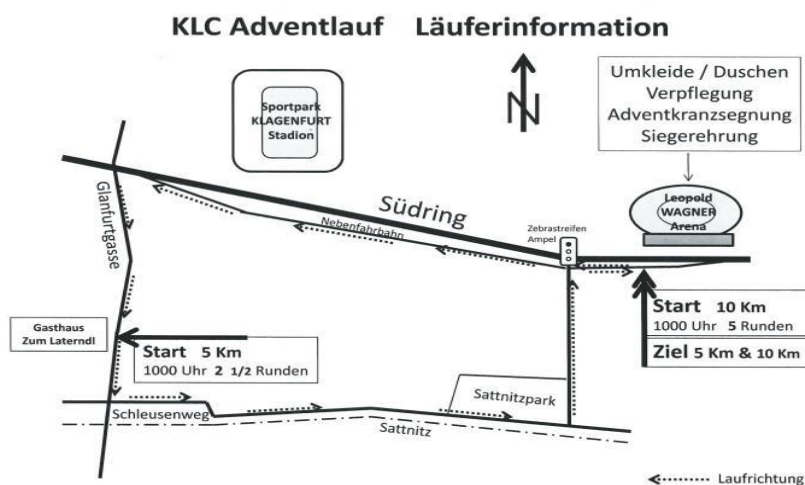 KLC Adventlauf Läuferinformation
N
Umkleide / Duschen
Verpflegung
Adventkranzsegnung
Siegerehrung
Sportpark
KLAGENFURT
Stadion
Glanfurtgasse
Südring
Nebenfahrbahn
Zebrastreifen
Ampel
Leopold
WAGNER
Arena
Start 10 Km
1000 Uhr 5 Runden
Ziel 5 Km & 10 Km
Gasthaus
Zum Laterndl
Start 5 Km
1000 Uhr 2 1/2 Runden
Sattnitzpark
Schleusenweg
Sattnitz
Laufrichtung